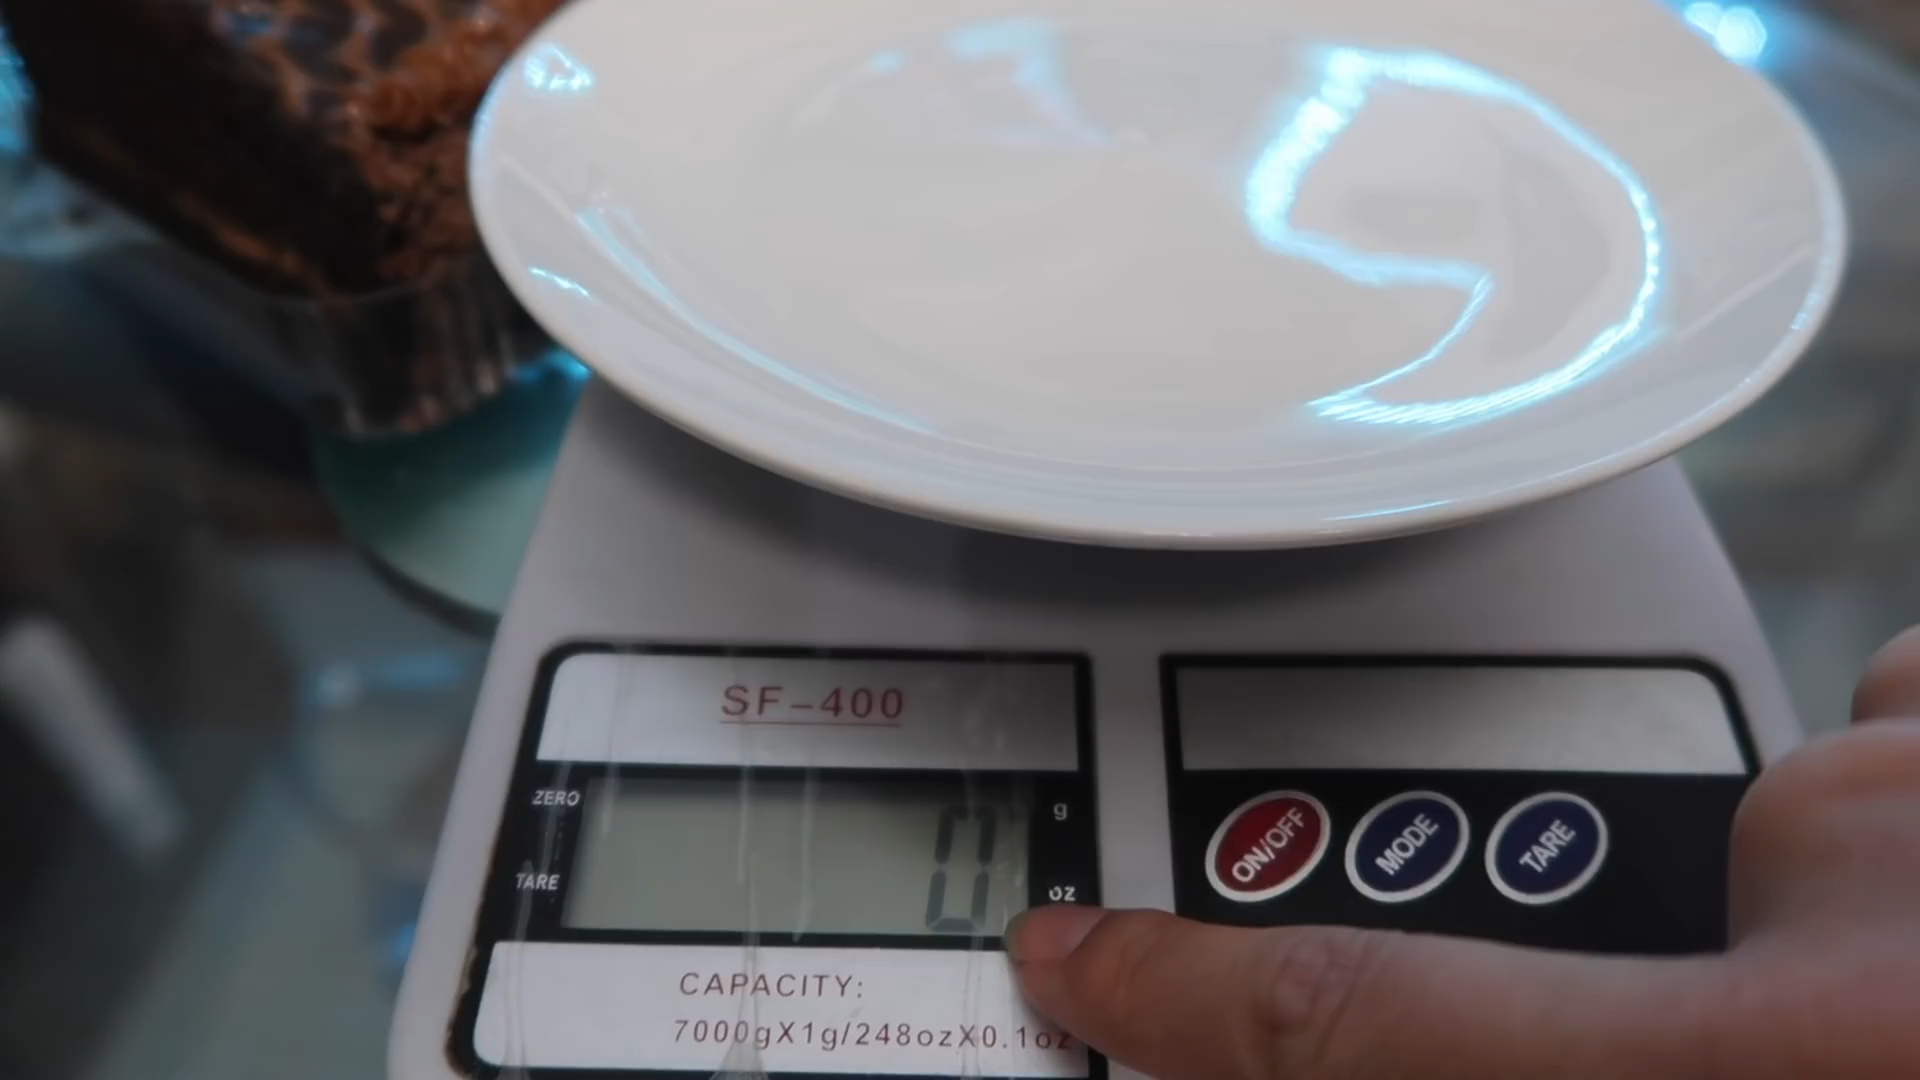 SF-400
ZERO
g
TARE
oz
0
CAPACITY:
7000gX1g/248ozX0.1oz
ON/OFF
MODE
TARE